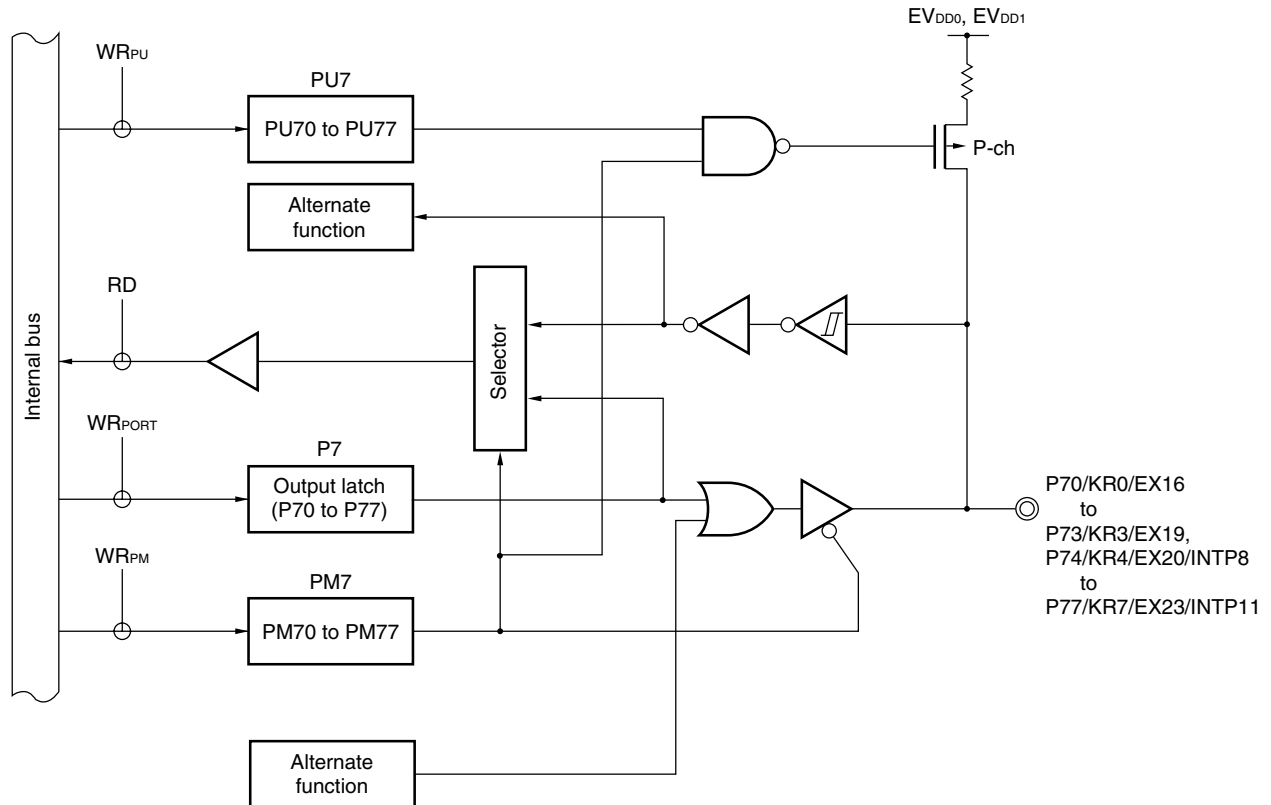 EVDD0, EVDD1
WRPU
PU7
PU70 to PU77
P-ch
Alternate
function
RD
Selector
Internal bus
WRPORT
P7
Output latch
(P70 to P77)
P70/KR0/EX16
to
P73/KR3/EX19,
P74/KR4/EX20/INTP8
to
P77/KR7/EX23/INTP11
WRPM
PM7
PM70 to PM77
Alternate
function